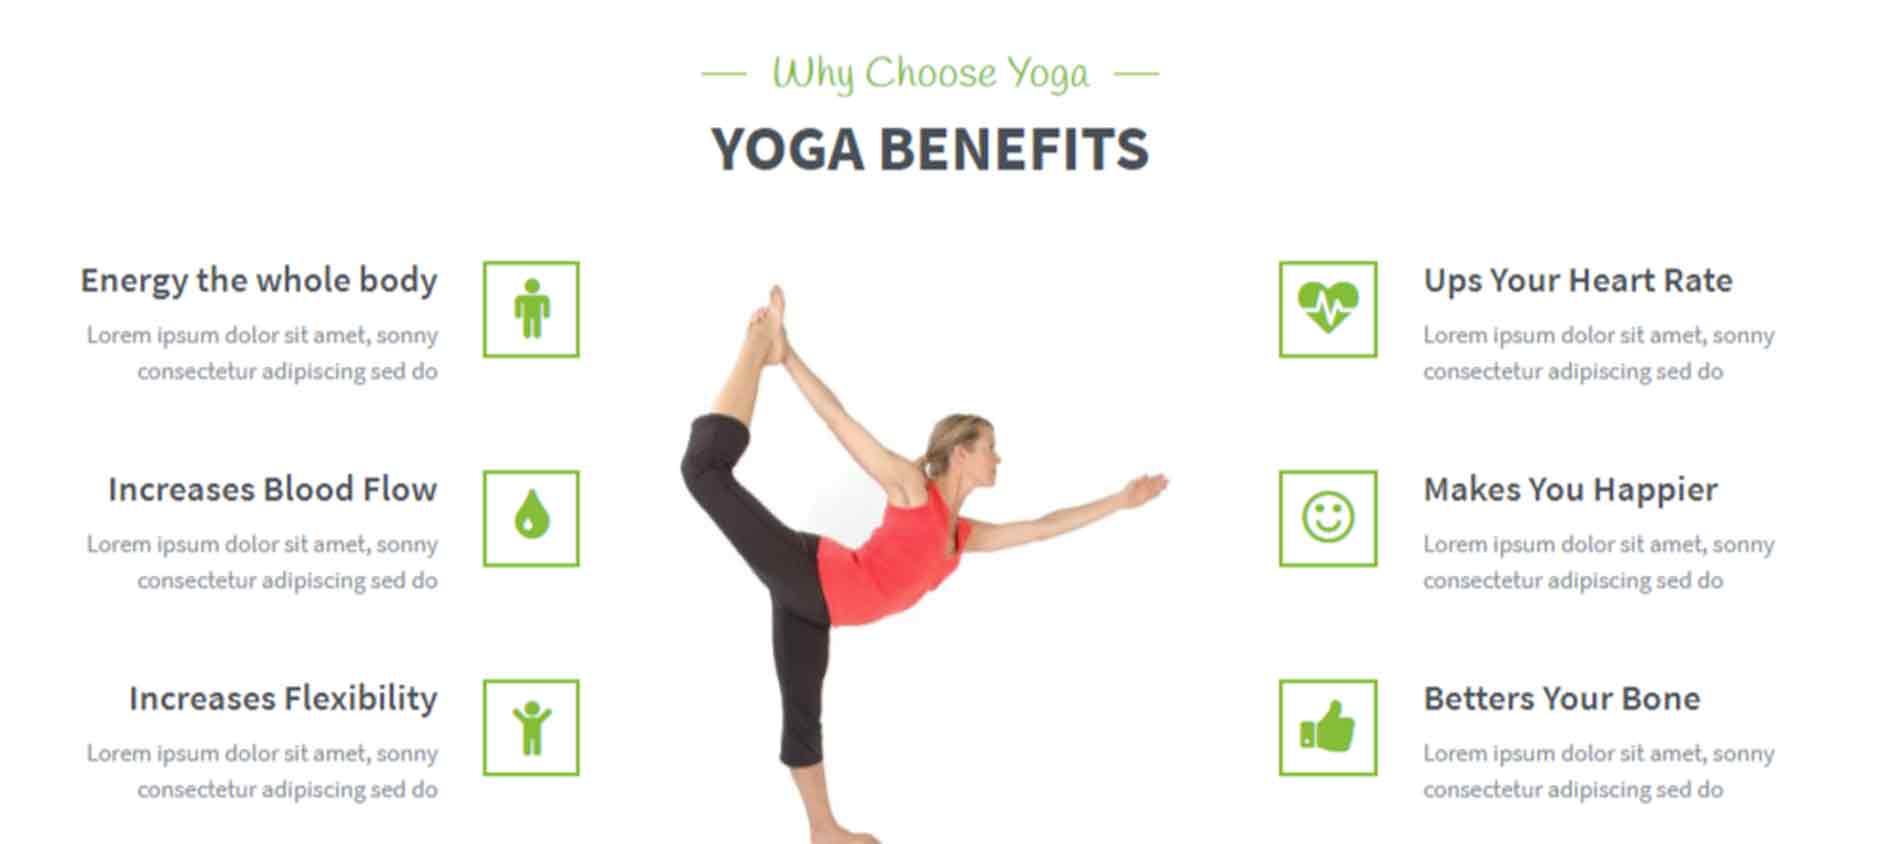 Why Choose Yoga
YOGA BENEFITS
Energy the whole body
Lorem ipsum dolor sit amet, sonny
consectetur adipiscing sed do
Increases Blood Flow
Lorem ipsum dolor sit amet, sonny
consectetur adipiscing sed do
Increases Flexibility
Lorem ipsum dolor sit amet, sonny
consectetur adipiscing sed do
Ups Your Heart Rate
Lorem ipsum dolor sit amet, sonny
consectetur adipiscing sed do
Makes You Happier
Lorem ipsum dolor sit amet, sonny
consectetur adipiscing sed do
Betters Your Bone
Lorem ipsum dolor sit amet, sonny
consectetur adipiscing sed do